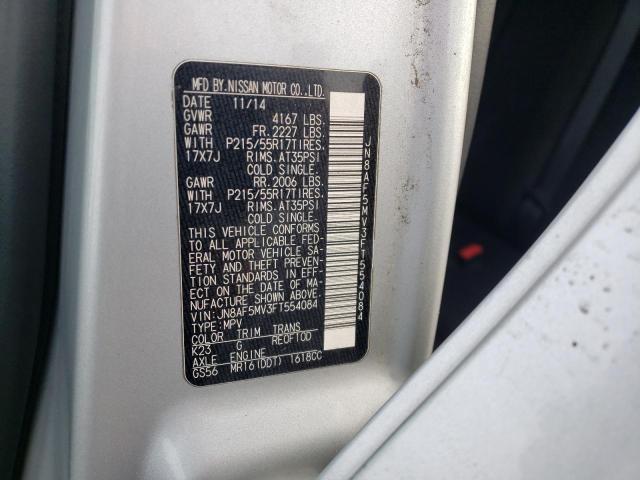 MFD BY.NISSAN MOTOR CO.,LTD.
DATE 11/14
GVWR 4167 LBS.
GAWR FR.2227 LBS.
WITH P215/55R17TIRES.
17X7J RIMS.AT35PSI
COLD SINGLE.
GAWR RR.2006 LBS.
WITH P215/55R17TIRES.
17X7J RIMS.AT35PSI
COLD SINGLE.
THIS VEHICLE CONFORMS
TO ALL APPLICABLE FED-
ERAL MOTOR VEHICLE SA-
FETY AND THEFT PREVEN-
TION STANDARDS IN EFF-
ECT ON THE DATE OF MA-
NUFACTURE SHOWN ABOVE.
VIN:JN8AF5MV3FT554084
TYPE:MPV
COLOR TRIM TRANS
K23 G RE0F10D
AXLE ENGINE
GS56 MR16(DDT) 1618CC
JN8AF5MV3FT554084